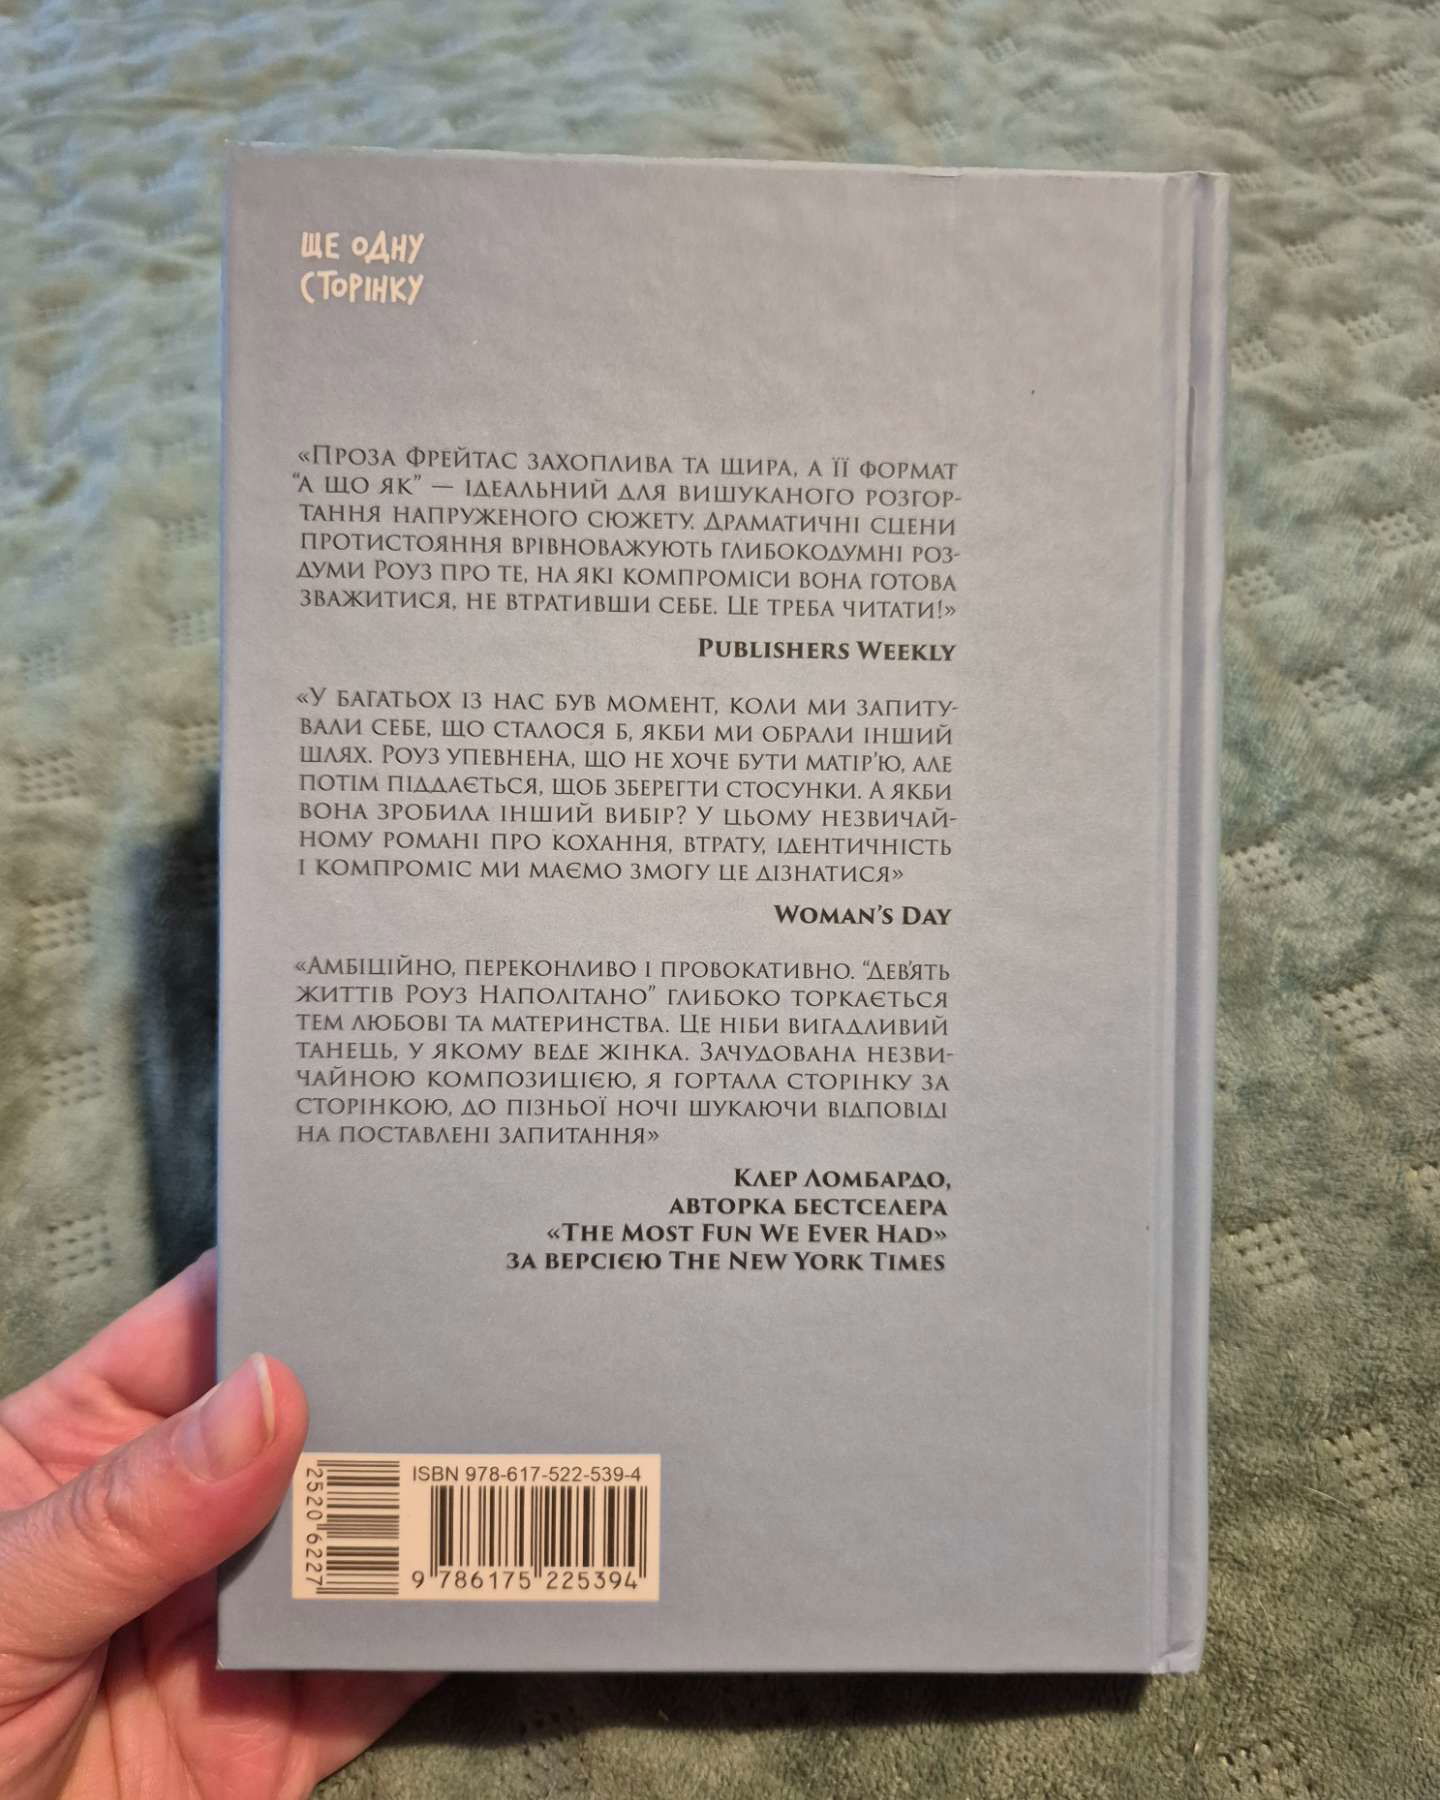 ЩЕ ОДНУ
СТОРІНКУ
«Проза Фрейтас захоплива та щира, а її формат
“а що як” — ідеальний для вишуканого розгор-
тання напруженого сюжету. Драматичні сцени
протистояння врівноважують глибокодумні роз-
думи Роуз про те, на які компроміси вона готова
зважитися, не втративши себе. Це треба читати!»
Publishers Weekly
«У багатьох із нас був момент, коли ми запиту-
вали себе, що сталося б, якби ми обрали інший
шлях. Роуз упевнена, що не хоче бути матір’ю, але
потім піддається, щоб зберегти стосунки. А якби
вона зробила інший вибір? У цьому незвичай-
ному романі про кохання, втрату, ідентичність
і компроміс ми маємо змогу це дізнатися»
Woman’s Day
«Амбіційно, переконливо і провокативно. “Дев’ять
життів Роуз Наполітано” глибоко торкається
тем любові та материнства. Це ніби вигадливий
танець, у якому веде жінка. Зачудована незви-
чайною композицією, я гортала сторінку за
сторінкою, до пізньої ночі шукаючи відповіді
на поставлені запитання»
Клер Ломбардо,
авторка бестселера
«The Most Fun We Ever Had»
за версією The New York Times
2520 6227
ISBN 978-617-522-539-4
9 786175 225394